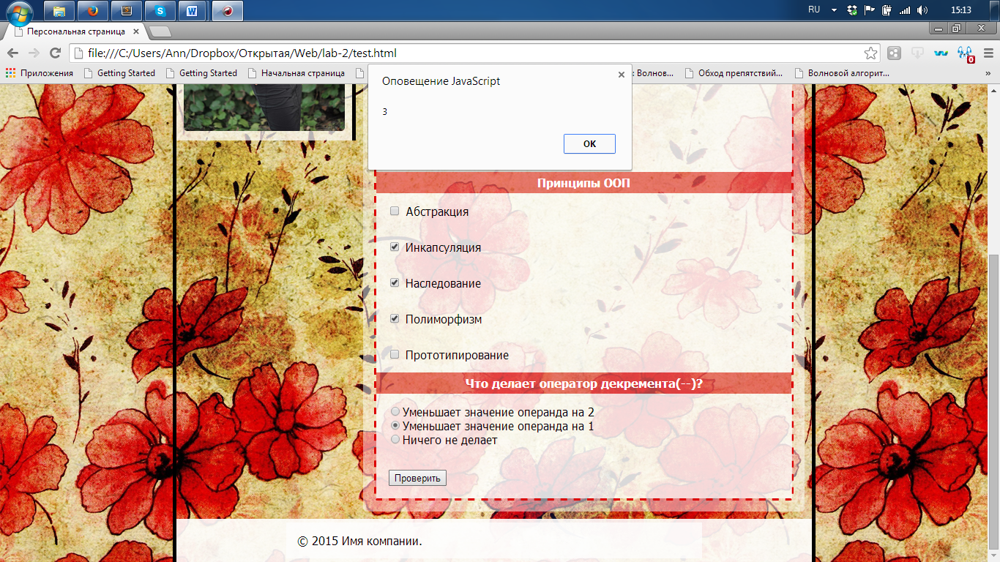 RU
15:13
Персональная страница
file:///C:/Users/Ann/Dropbox/Открытая/Web/lab-2/test.html
0
Приложения
Getting Started
Getting Started
Начальная страница
: Волнов...
Обход препятствий...
Волновой алгорит...
»
Оповещение JavaScript
3
ОК
Принципы ООП
Абстракция
Инкапсуляция
Наследование
Полиморфизм
Прототипирование
Что делает оператор декремента(--)?
Уменьшает значение операнда на 2
Уменьшает значение операнда на 1
Ничего не делает
Проверить
© 2015 Имя компании.